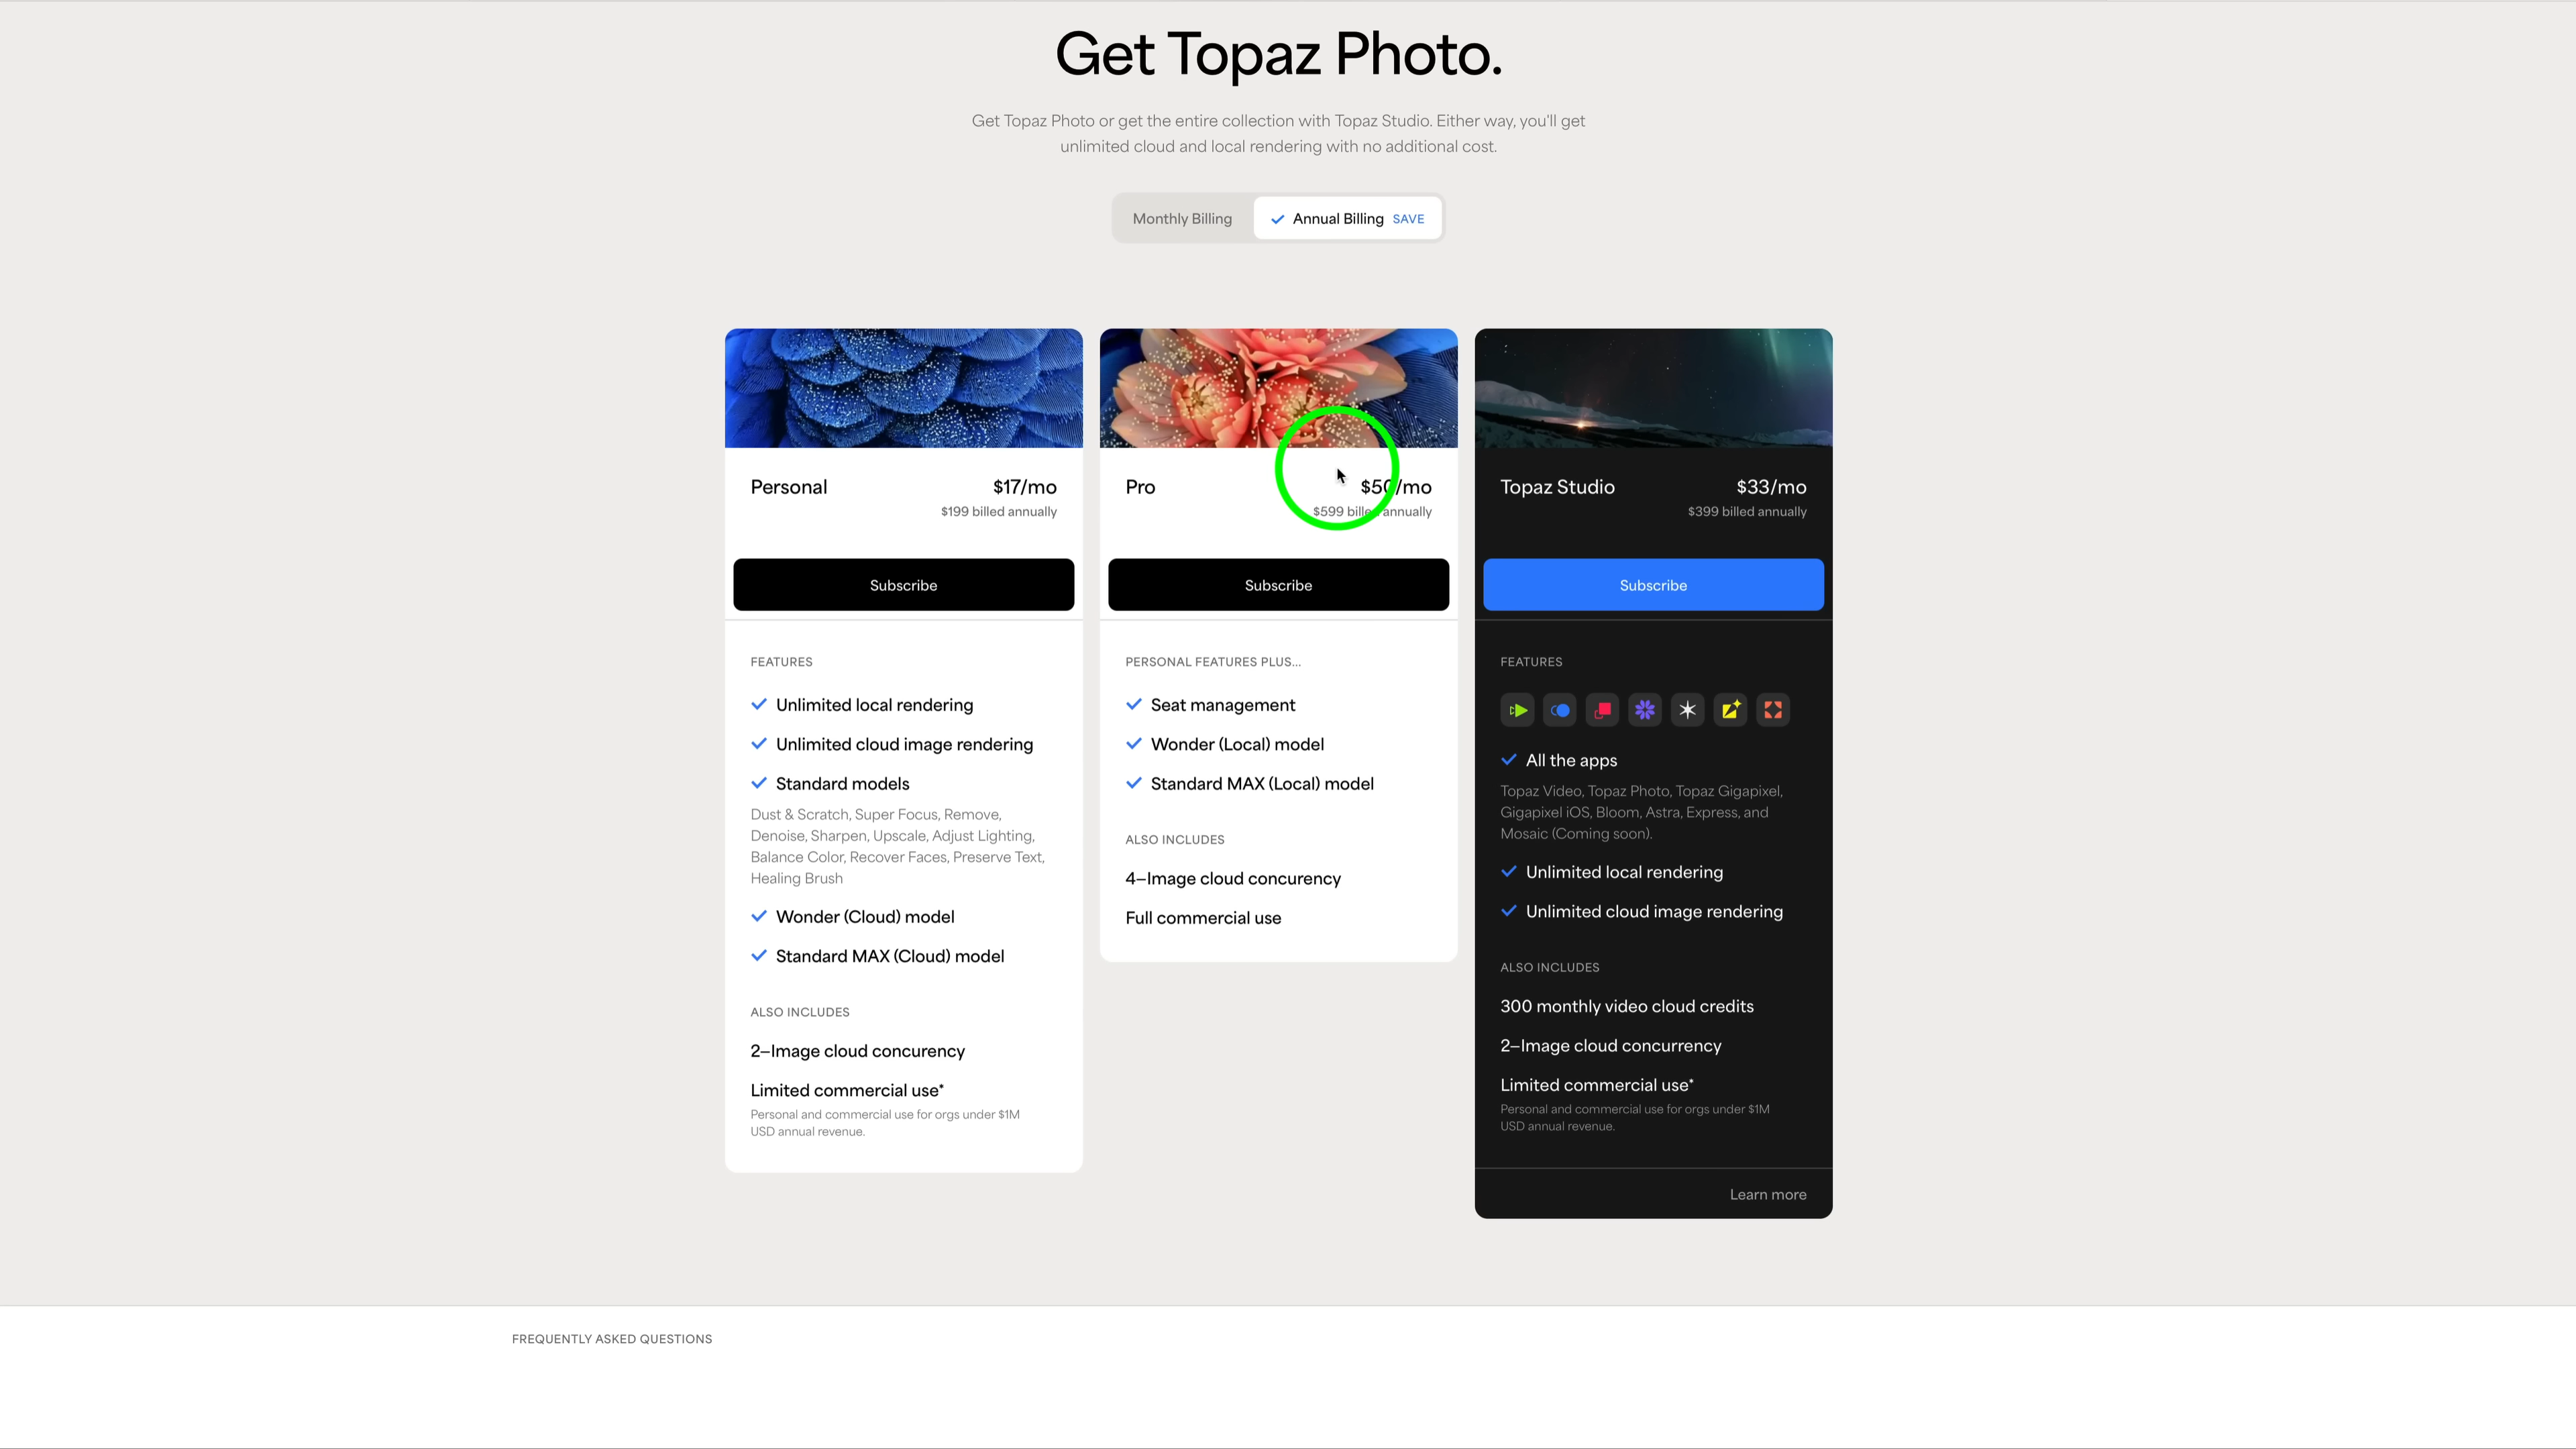 Get Topaz Photo.
Get Topaz Photo or get the entire collection with Topaz Studio. Either way, you'll get
unlimited cloud and local rendering with no additional cost.
Monthly Billing
Annual Billing SAVE
Personal
$17/mo
$199 billed annually
Subscribe
FEATURES
Unlimited local rendering
Unlimited cloud image rendering
Standard models
Dust & Scratch, Super Focus, Remove,
Denoise, Sharpen, Upscale, Adjust Lighting,
Balance Color, Recover Faces, Preserve Text,
Healing Brush
Wonder (Cloud) model
Standard MAX (Cloud) model
ALSO INCLUDES
2–Image cloud concurency
Limited commercial use*
Personal and commercial use for orgs under $1M
USD annual revenue.
Pro
$50/mo
$599 billed annually
Subscribe
PERSONAL FEATURES PLUS...
Seat management
Wonder (Local) model
Standard MAX (Local) model
ALSO INCLUDES
4–Image cloud concurency
Full commercial use
Topaz Studio
$33/mo
$399 billed annually
Subscribe
FEATURES
All the apps
Topaz Video, Topaz Photo, Topaz Gigapixel,
Gigapixel iOS, Bloom, Astra, Express, and
Mosaic (Coming soon).
Unlimited local rendering
Unlimited cloud image rendering
ALSO INCLUDES
300 monthly video cloud credits
2–Image cloud concurrency
Limited commercial use*
Personal and commercial use for orgs under $1M
USD annual revenue.
Learn more
FREQUENTLY ASKED QUESTIONS